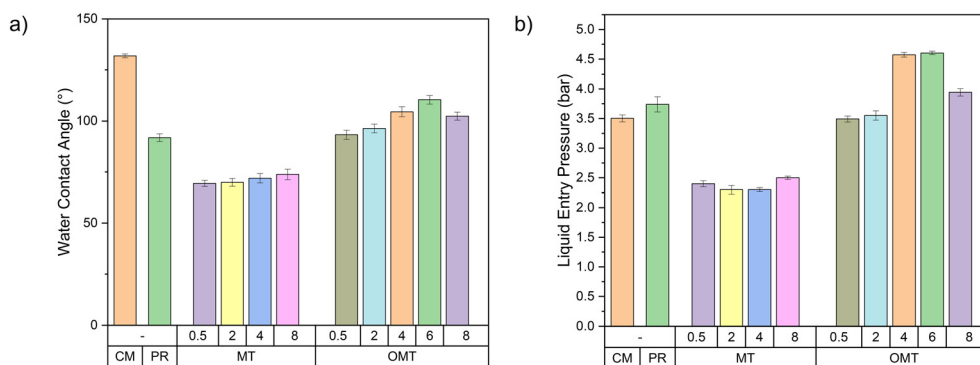 a)
Water Contact Angle (°)
150
100
50
0
- 0.5 2 4 8 0.5 2 4 6 8
CM PR MT OMT
b)
Liquid Entry Pressure (bar)
5.0
4.5
4.0
3.5
3.0
2.5
2.0
1.5
1.0
0.5
0.0
- 0.5 2 4 8 0.5 2 4 6 8
CM PR MT OMT